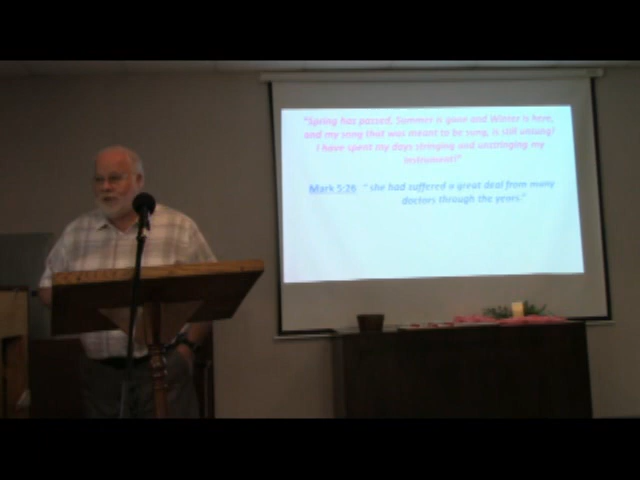 "Spring has passed, Summer is gone and Winter is here,
and my song that was meant to be sung, is still unsung!
I have spent my days stringing and unstringing my
instrument!"
Mark 5:26 " she had suffered a great deal from many
doctors through the years."